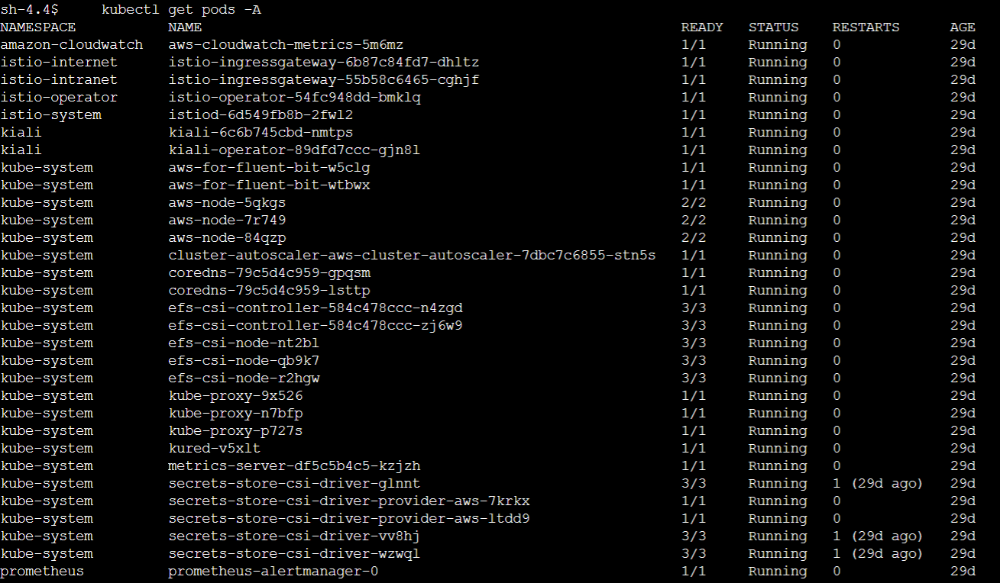 sh-4.4$     kubectl get pods -A
NAMESPACE           NAME                                                         READY   STATUS    RESTARTS      AGE
amazon-cloudwatch   aws-cloudwatch-metrics-5m6mz                                 1/1     Running   0             29d
istio-internet      istio-ingressgateway-6b87c84fd7-dhltz                        1/1     Running   0             29d
istio-intranet      istio-ingressgateway-55b58c6465-cghjf                        1/1     Running   0             29d
istio-operator      istio-operator-54fc948dd-bmklq                               1/1     Running   0             29d
istio-system        istiod-6d549fb8b-2fwl2                                       1/1     Running   0             29d
kiali               kiali-6c6b745cbd-nmtps                                       1/1     Running   0             29d
kiali               kiali-operator-89dfd7ccc-gjn8l                               1/1     Running   0             29d
kube-system         aws-for-fluent-bit-w5clg                                     1/1     Running   0             29d
kube-system         aws-for-fluent-bit-wtbwx                                     1/1     Running   0             29d
kube-system         aws-node-5qkgs                                               2/2     Running   0             29d
kube-system         aws-node-7r749                                               2/2     Running   0             29d
kube-system         aws-node-84qzp                                               2/2     Running   0             29d
kube-system         cluster-autoscaler-aws-cluster-autoscaler-7dbc7c6855-stn5s   1/1     Running   0             29d
kube-system         coredns-79c5d4c959-gpqsm                                     1/1     Running   0             29d
kube-system         coredns-79c5d4c959-lsttp                                     1/1     Running   0             29d
kube-system         efs-csi-controller-584c478ccc-n4zgd                          3/3     Running   0             29d
kube-system         efs-csi-controller-584c478ccc-zj6w9                          3/3     Running   0             29d
kube-system         efs-csi-node-nt2bl                                           3/3     Running   0             29d
kube-system         efs-csi-node-qb9k7                                           3/3     Running   0             29d
kube-system         efs-csi-node-r2hgw                                           3/3     Running   0             29d
kube-system         kube-proxy-9x526                                             1/1     Running   0             29d
kube-system         kube-proxy-n7bfp                                             1/1     Running   0             29d
kube-system         kube-proxy-p727s                                             1/1     Running   0             29d
kube-system         kured-v5xlt                                                  1/1     Running   0             29d
kube-system         metrics-server-df5c5b4c5-kzjzh                               1/1     Running   0             29d
kube-system         secrets-store-csi-driver-glnnt                               3/3     Running   1 (29d ago)   29d
kube-system         secrets-store-csi-driver-provider-aws-7krkx                  1/1     Running   0             29d
kube-system         secrets-store-csi-driver-provider-aws-ltdd9                  1/1     Running   0             29d
kube-system         secrets-store-csi-driver-vv8hj                               3/3     Running   1 (29d ago)   29d
kube-system         secrets-store-csi-driver-wzwql                               3/3     Running   1 (29d ago)   29d
prometheus          prometheus-alertmanager-0                                    1/1     Running   0             29d